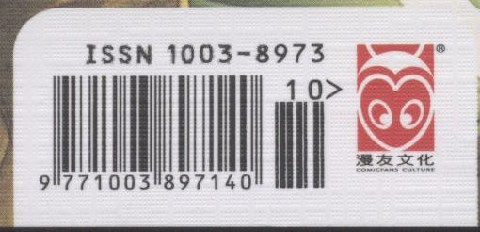 ISSN 1003-8973
10>
9 771003 897140
®
漫友文化
COMICFANS CULTURE